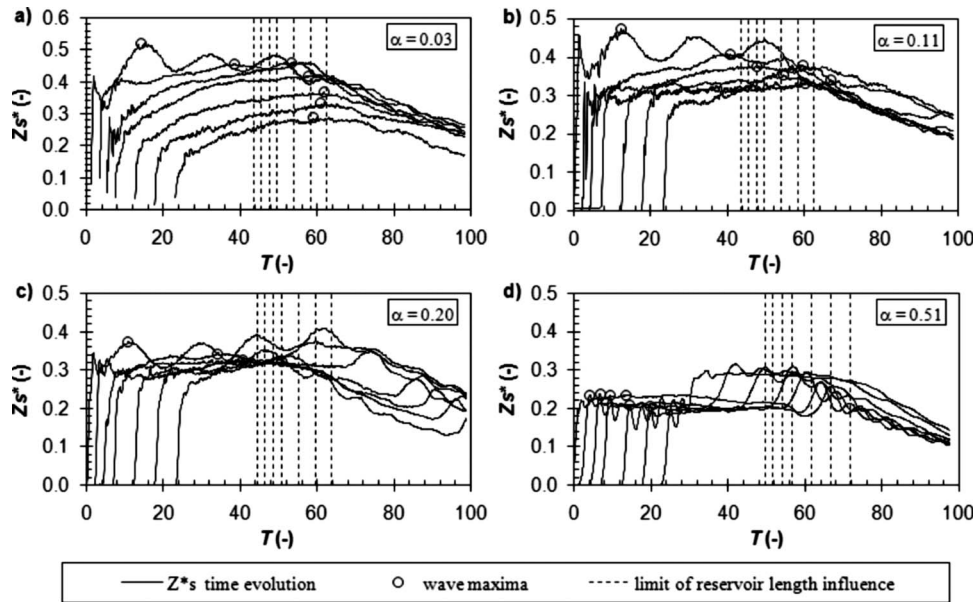 a)
α = 0.03
Zs* (-)
0.6
0.5
0.4
0.3
0.2
0.1
0.0
0 20 40 60 80 100
T (-)
b)
α = 0.11
Zs* (-)
0.5
0.4
0.3
0.2
0.1
0.0
0 20 40 60 80 100
T (-)
c)
α = 0.20
Zs* (-)
0.5
0.4
0.3
0.2
0.1
0.0
0 20 40 60 80 100
T (-)
d)
α = 0.51
Zs* (-)
0.5
0.4
0.3
0.2
0.1
0.0
0 20 40 60 80 100
T (-)
Z*s time evolution
wave maxima
limit of reservoir length influence